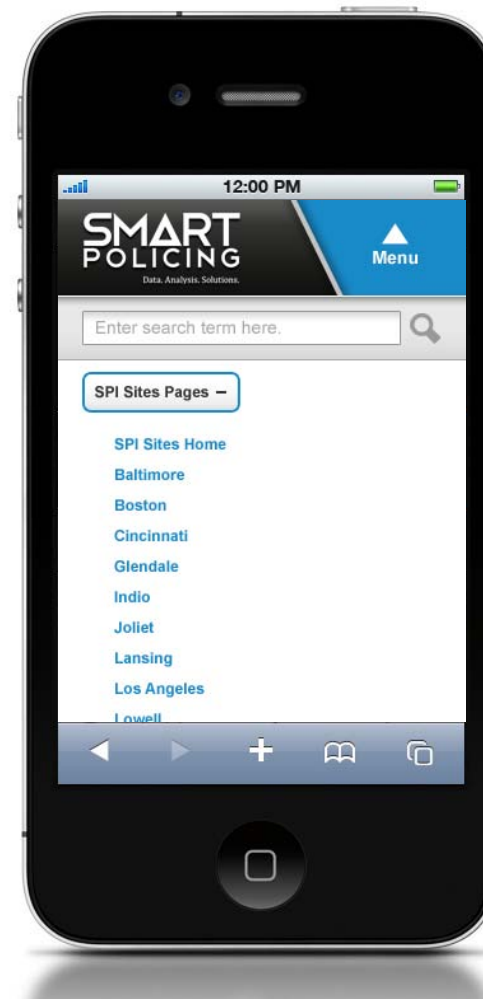 12:00 PM
SMART
POLICING
Data. Analysis. Solutions.
Menu
Enter search term here.
SPI Sites Pages –
SPI Sites Home
Baltimore
Boston
Cincinnati
Glendale
Indio
Joliet
Lansing
Los Angeles
Lowell